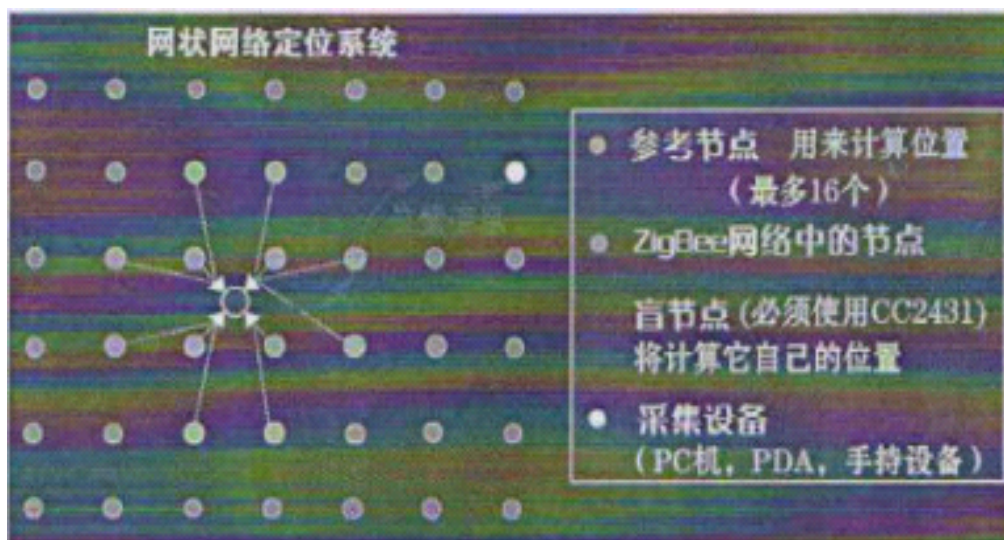 网状网络定位系统
参考节点 用来计算位置
（最多16个）
ZigBee网络中的节点
盲节点(必须使用CC2431)
将计算它自己的位置
采集设备
（PC机，PDA，手持设备）